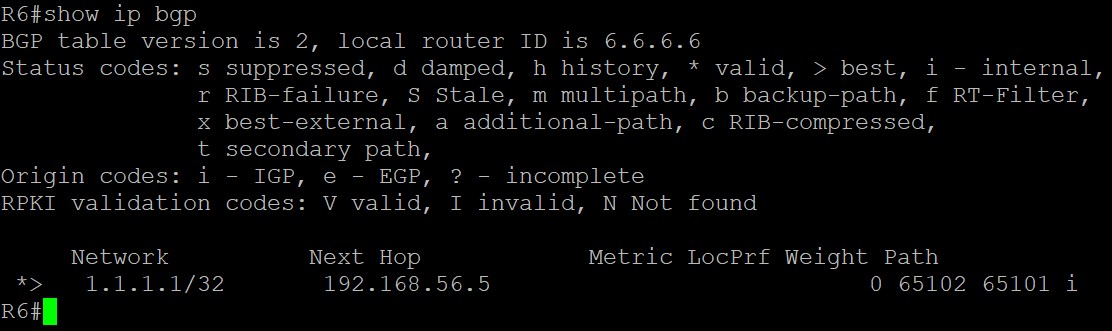 R6#show ip bgp
BGP table version is 2, local router ID is 6.6.6.6
Status codes: s suppressed, d damped, h history, * valid, > best, i - internal,
              r RIB-failure, S Stale, m multipath, b backup-path, f RT-Filter,
              x best-external, a additional-path, c RIB-compressed,
              t secondary path,
Origin codes: i - IGP, e - EGP, ? - incomplete
RPKI validation codes: V valid, I invalid, N Not found

     Network          Next Hop            Metric LocPrf Weight Path
 *>   1.1.1.1/32       192.168.56.5                           0 65102 65101 i
R6#